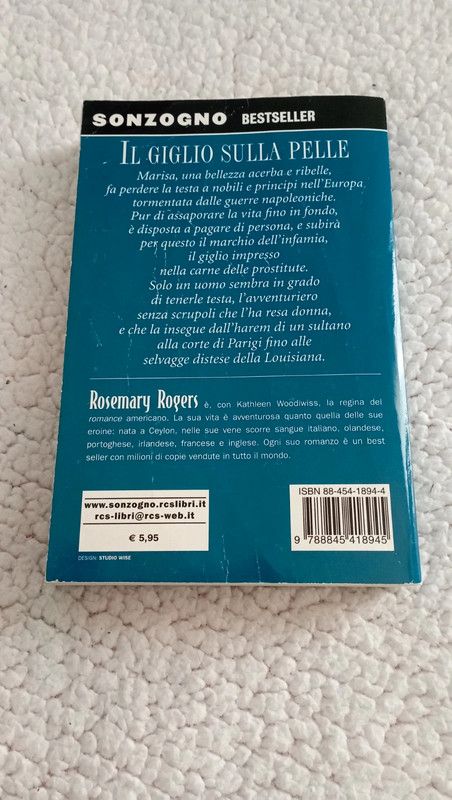 SONZOGNO BESTSELLER
IL GIGLIO SULLA PELLE
Marisa, una bellezza acerba e ribelle,
fa perdere la testa a nobili e principi nell'Europa
tormentata dalle guerre napoleoniche.
Pur di assaporare la vita fino in fondo,
è disposta a pagare di persona, e subirà
per questo il marchio dell'infamia,
il giglio impresso
nella carne delle prostitute.
Solo un uomo sembra in grado
di tenerle testa, l'avventuriero
senza scrupoli che l'ha resa donna,
e che la insegue dall'harem di un sultano
alla corte di Parigi fino alle
selvagge distese della Louisiana.
Rosemary Rogers è, con Kathleen Woodiwiss, la regina del
romance americano. La sua vita è avventurosa quanto quella delle sue
eroine: nata a Ceylon, nelle sue vene scorre sangue italiano, olandese,
portoghese, irlandese, francese e inglese. Ogni suo romanzo è un best
seller con milioni di copie vendute in tutto il mondo.
www.sonzogno.rcslibri.it
rcs-libri@rcs-web.it
€ 5,95
DESIGN: STUDIO WISE
ISBN 88-454-1894-4
9 788845 418945